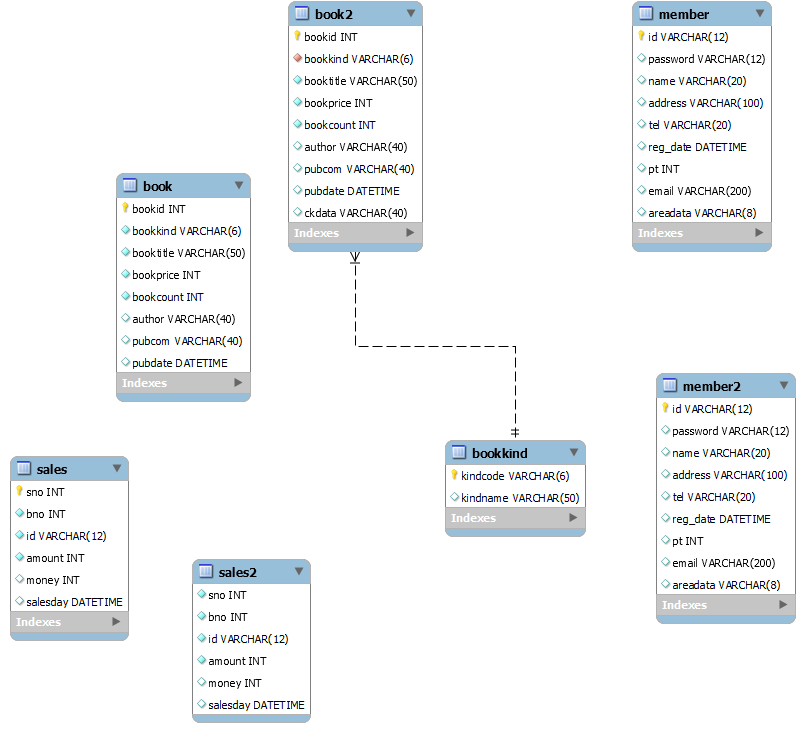 book2
bookid INT
bookkind VARCHAR(6)
booktitle VARCHAR(50)
bookprice INT
bookcount INT
author VARCHAR(40)
pubcom VARCHAR(40)
pubdate DATETIME
ckdata VARCHAR(40)
Indexes
member
id VARCHAR(12)
password VARCHAR(12)
name VARCHAR(20)
address VARCHAR(100)
tel VARCHAR(20)
reg_date DATETIME
pt INT
email VARCHAR(200)
areadata VARCHAR(8)
Indexes
book
bookid INT
bookkind VARCHAR(6)
booktitle VARCHAR(50)
bookprice INT
bookcount INT
author VARCHAR(40)
pubcom VARCHAR(40)
pubdate DATETIME
Indexes
member2
id VARCHAR(12)
password VARCHAR(12)
name VARCHAR(20)
address VARCHAR(100)
tel VARCHAR(20)
reg_date DATETIME
pt INT
email VARCHAR(200)
areadata VARCHAR(8)
Indexes
bookkind
kindcode VARCHAR(6)
kindname VARCHAR(50)
Indexes
sales
sno INT
bno INT
id VARCHAR(12)
amount INT
money INT
salesday DATETIME
Indexes
sales2
sno INT
bno INT
id VARCHAR(12)
amount INT
money INT
salesday DATETIME